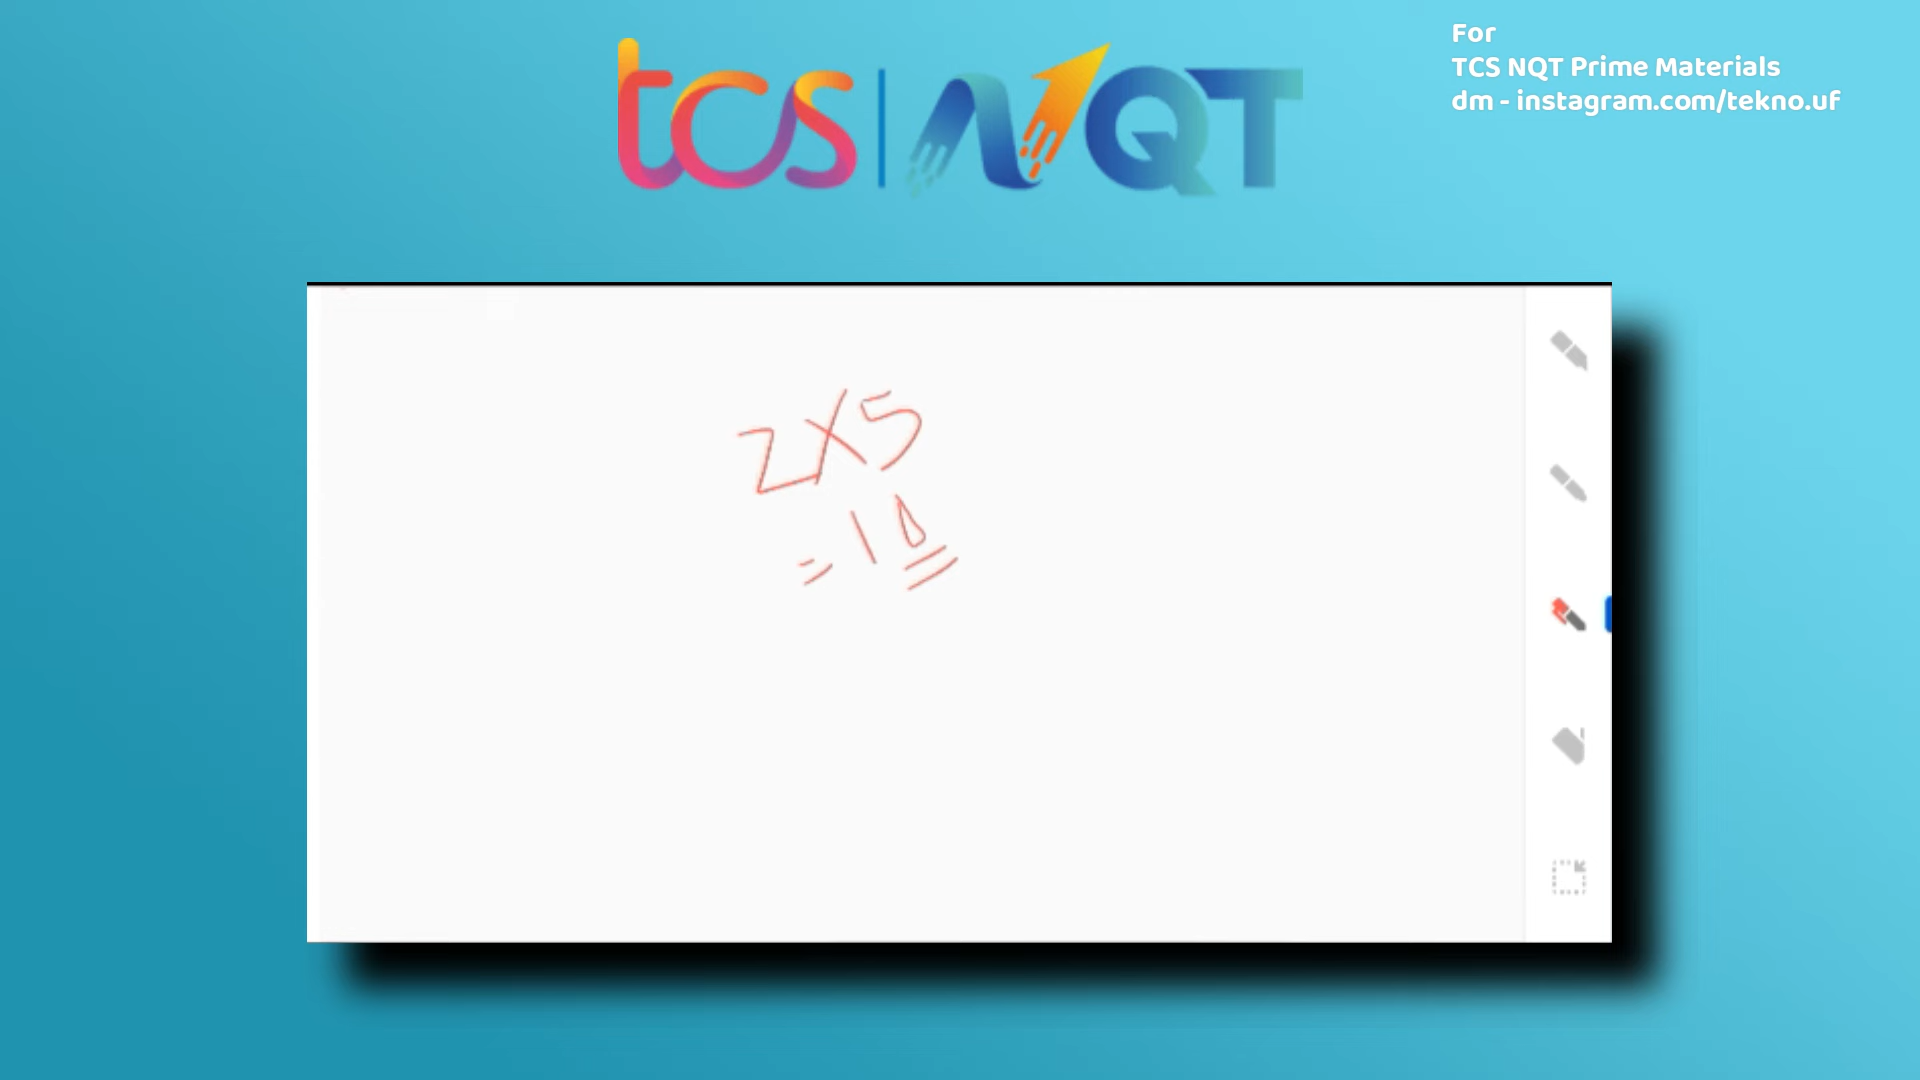 tcs | NQT
For
TCS NQT Prime Materials
dm - instagram.com/tekno.uf
2X5
=10